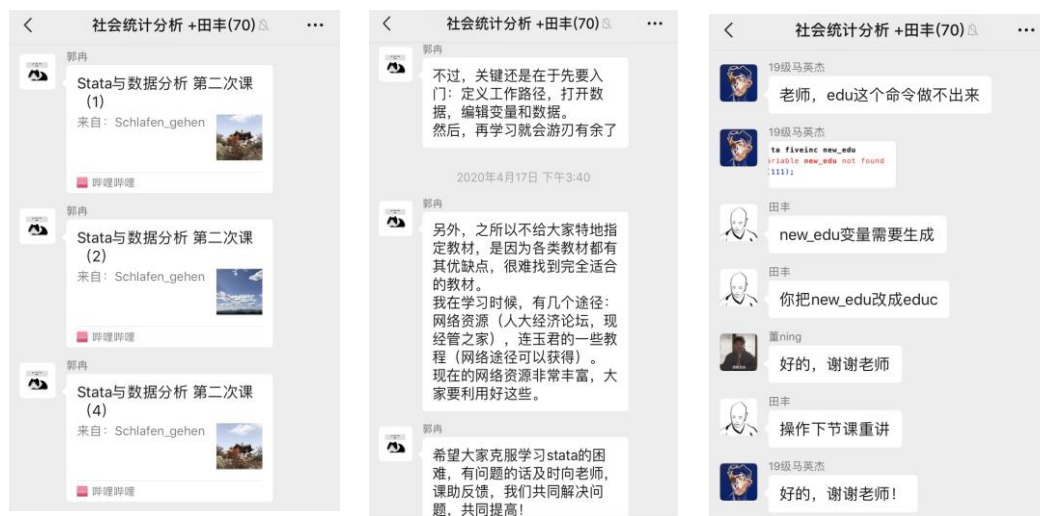 社会统计分析 +田丰(70)
郭冉
Stata与数据分析 第二次课
（1）
来自：Schlafen_gehen
哔哩哔哩
郭冉
Stata与数据分析 第二次课
（2）
来自：Schlafen_gehen
哔哩哔哩
郭冉
Stata与数据分析 第二次课
（4）
来自：Schlafen_gehen
哔哩哔哩
社会统计分析 +田丰(70)
郭冉
不过，关键还是在于先要入
门：定义工作路径，打开数
据，编辑变量和数据。
然后，再学习就会游刃有余了
2020年4月17日 下午3:40
郭冉
另外，之所以不给大家特地指
定教材，是因为各类教材都有
其优缺点，很难找到完全适合
的教材。
我在学习时候，有几个途径：
网络资源（人大经济论坛，现
经管之家），连玉君的一些教
程（网络途径可以获得）。
现在的网络资源非常丰富，大
家要利用好这些。
郭冉
希望大家克服学习stata的困
难，有问题的话及时向老师，
课助反馈，我们共同解决问
题，共同提高！
社会统计分析 +田丰(70)
19级马英杰
老师，edu这个命令做不出来
19级马英杰
ta fiveinc new_edu
ariable new_edu not found
(111);
田丰
new_edu变量需要生成
田丰
你把new_edu改成educ
董ning
好的，谢谢老师
田丰
操作下节课重讲
19级马英杰
好的，谢谢老师！